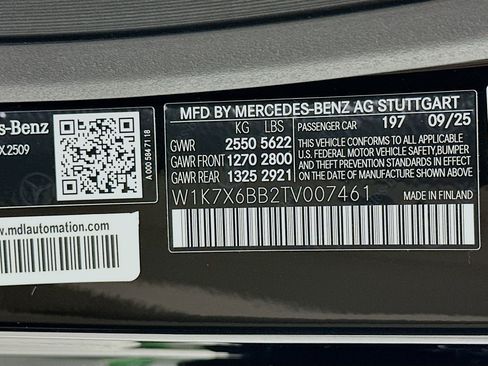 des-Benz
X.2509
A 000 584 71 18
www.mdlautomation.com
MFD BY MERCEDES-BENZ AG STUTTGART
KG LBS PASSENGER CAR 197 09/25
GWR 2550 5622
GAWR FRONT 1270 2800
GAWR REAR 1325 2921
THIS VEHICLE CONFORMS TO ALL APPLICABLE
U.S. FEDERAL MOTOR VEHICLE SAFETY, BUMPER
AND THEFT PREVENTION STANDARDS IN EFFECT
ON THE DATE OF MANUFACTURE SHOWN ABOVE.
W1K7X6BB2TV007461
MADE IN FINLAND